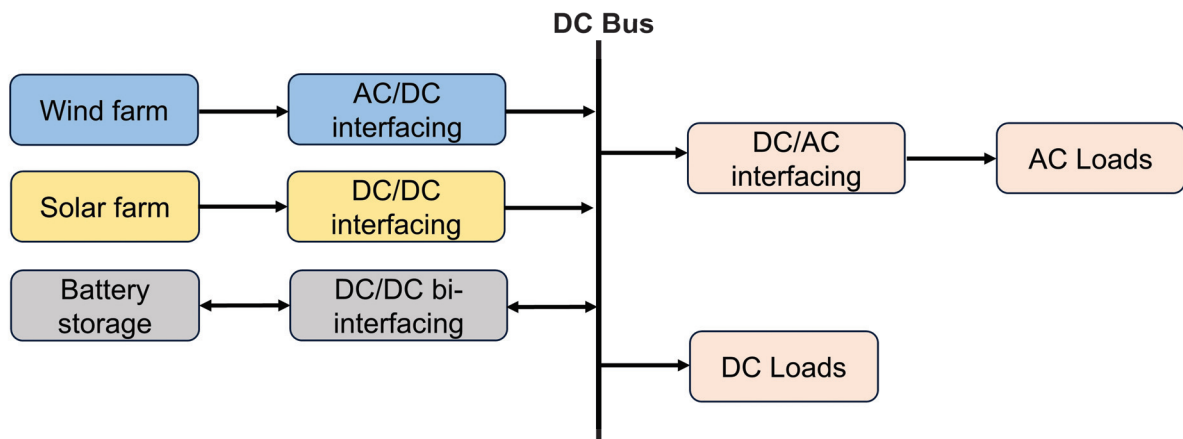 DC Bus
Wind farm
AC/DC
interfacing
Solar farm
DC/DC
interfacing
Battery
storage
DC/DC bi-
interfacing
DC/AC
interfacing
AC Loads
DC Loads